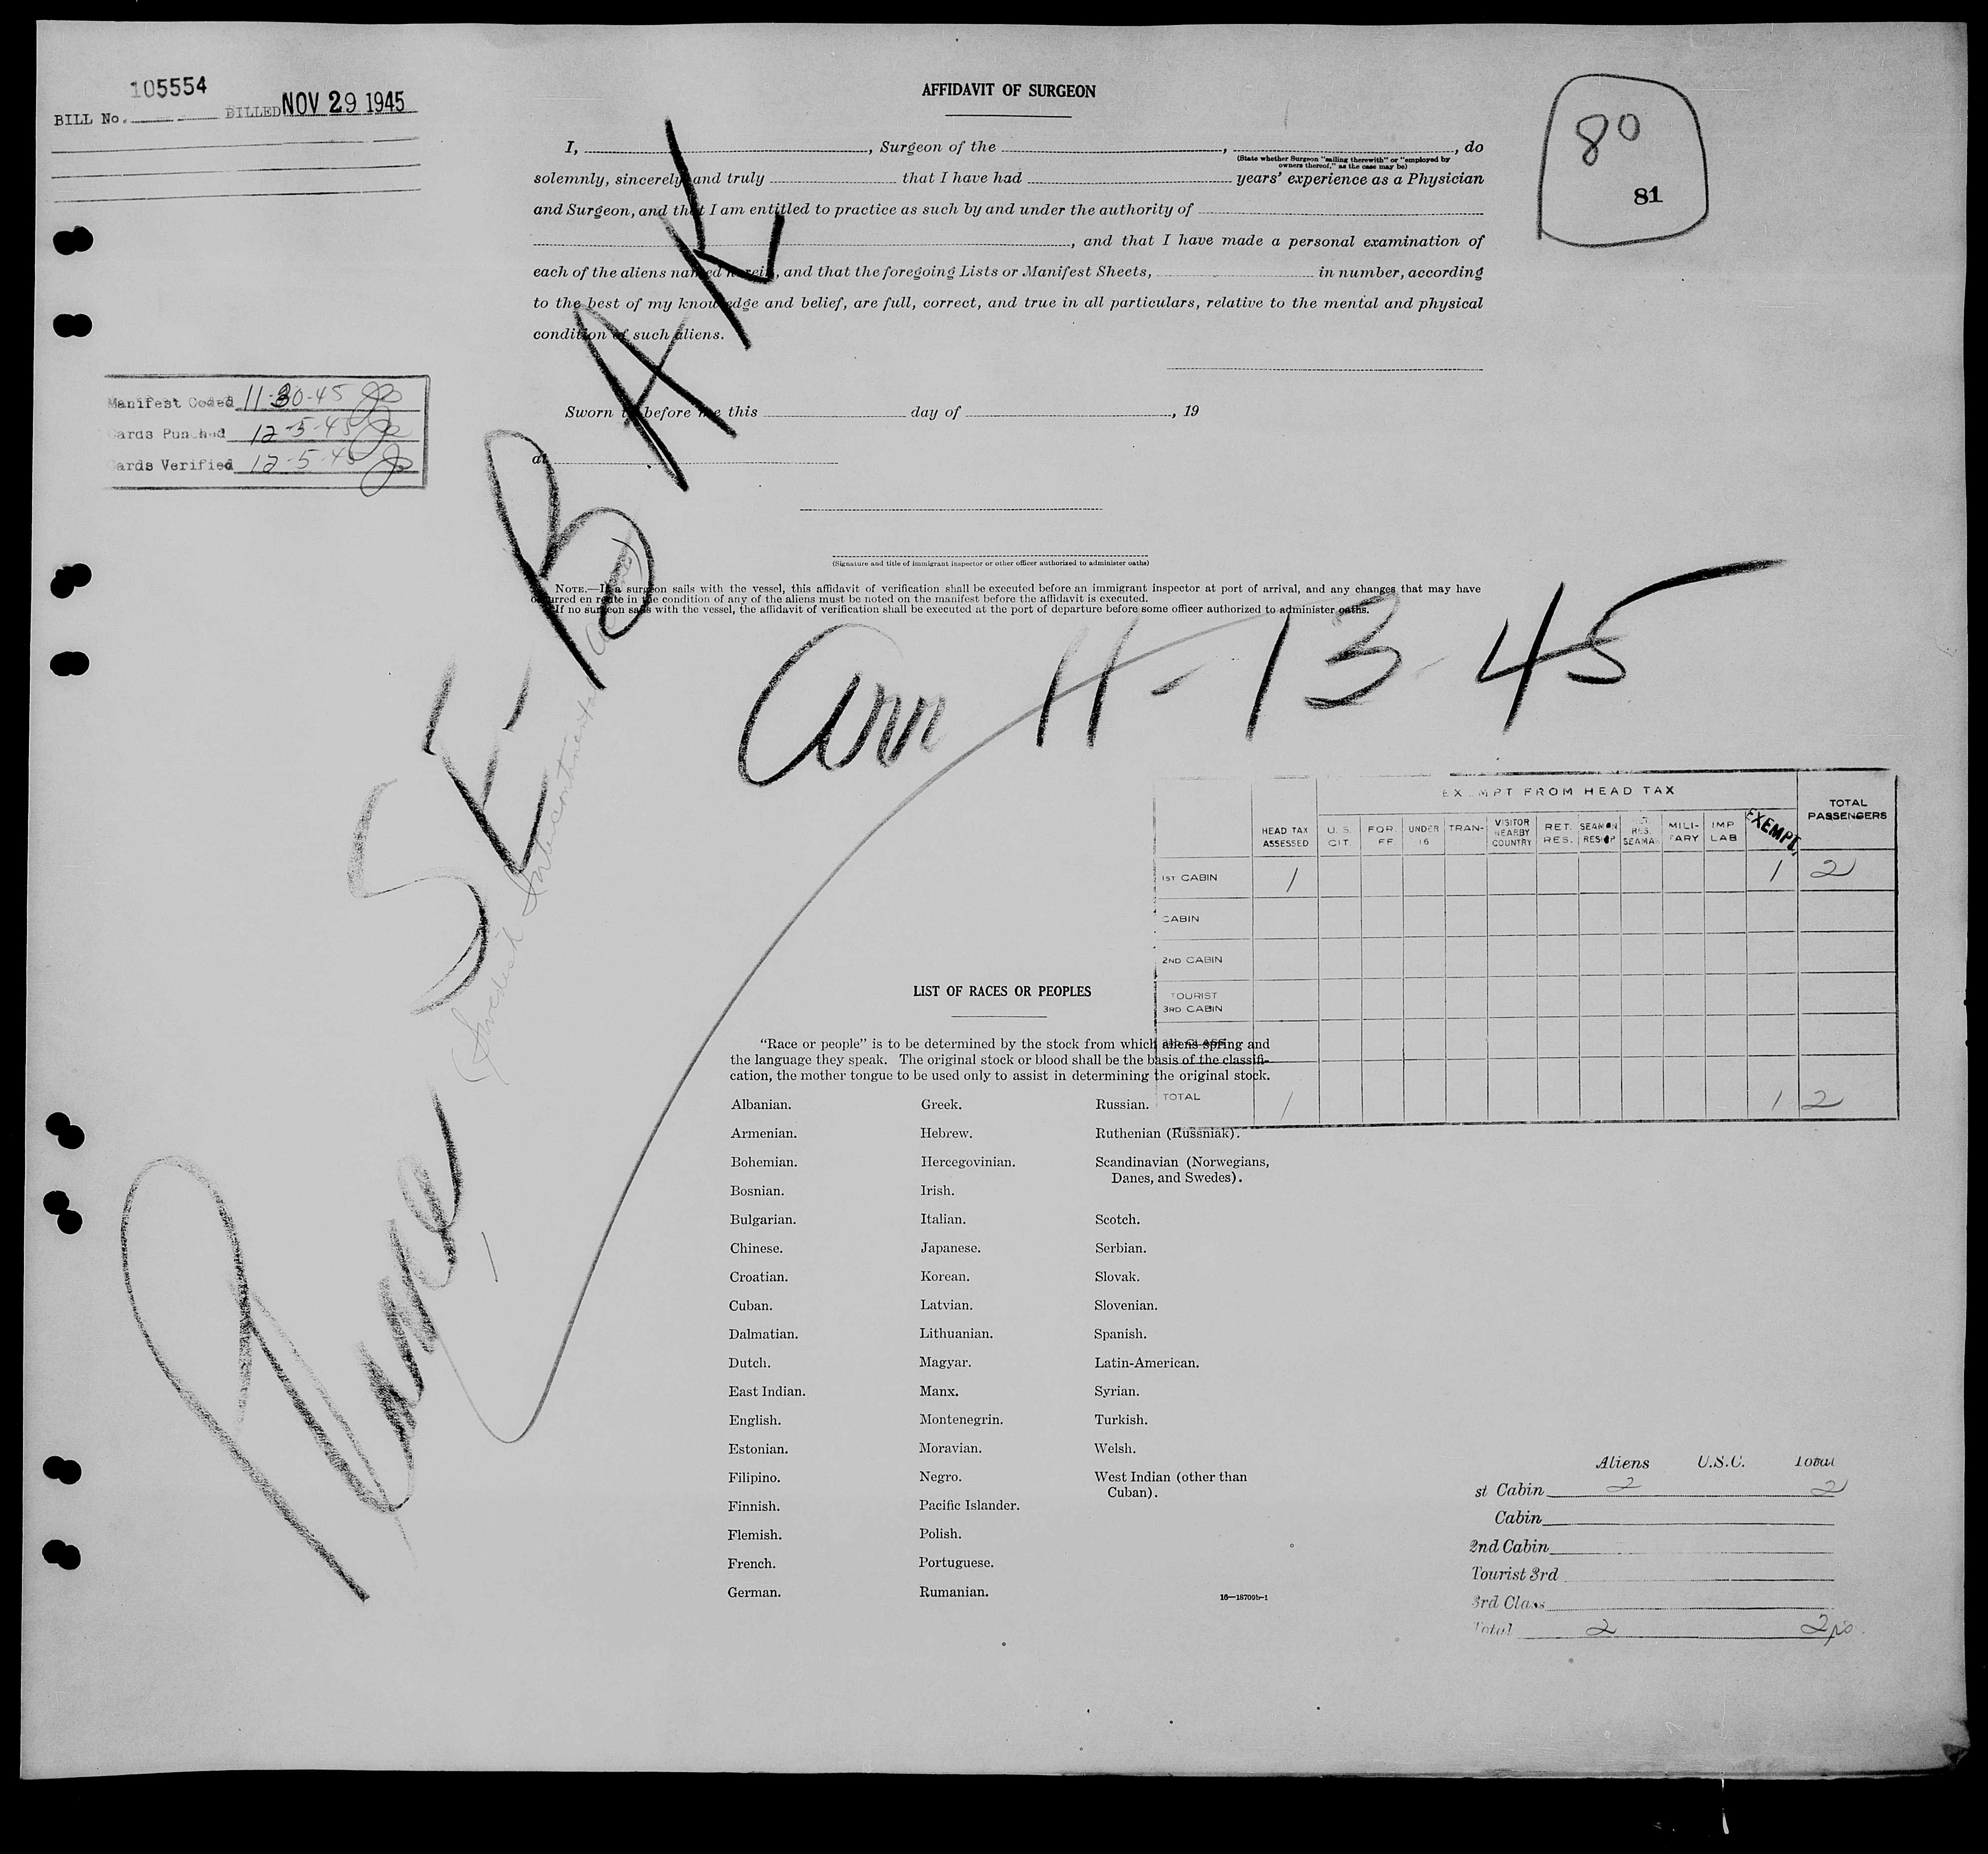 105554
BILL No. BILLED NOV 29 1945
80
81
AFFIDAVIT OF SURGEON
I, , Surgeon of the , , do
(State whether Surgeon "sailing therewith" or "employed by
owners thereof," as the case may be)
solemnly, sincerely, and truly that I have had years' experience as a Physician
and Surgeon, and that I am entitled to practice as such by and under the authority of
, and that I have made a personal examination of
each of the aliens named herein, and that the foregoing Lists or Manifest Sheets, in number, according
to the best of my knowledge and belief, are full, correct, and true in all particulars, relative to the mental and physical
condition of such aliens.
Manifest Coded 11-30-45
Cards Punched 12-5-45
Cards Verified 12-5-45
Sworn to before me this day of , 19
at
(Signature and title of immigrant inspector or other officer authorized to administer oaths)
NOTE.—If a surgeon sails with the vessel, this affidavit of verification shall be executed before an immigrant inspector at port of arrival, and any changes that may have
occurred en route in the condition of any of the aliens must be noted on the manifest before the affidavit is executed.
If no surgeon sails with the vessel, the affidavit of verification shall be executed at the port of departure before some officer authorized to administer oaths.
Plane SE-BAK
(Swedish Intercontinental
arr 11-13-45
EXEMPT FROM HEAD TAX
HEAD TAX ASSESSED U. S. CIT. FOR. FF UNDER 16 TRAN- VISITOR NEARBY COUNTRY RET. RES. SEAMON RESHIP RET. RES. SEAMAN MILITARY IMP LAB EXEMPT. TOTAL PASSENGERS
1ST CABIN 1 1 2
CABIN
2ND CABIN
TOURIST
3RD CABIN
TOTAL 1 1 2
LIST OF RACES OR PEOPLES
"Race or people" is to be determined by the stock from which aliens spring and
the language they speak. The original stock or blood shall be the basis of the classifi-
cation, the mother tongue to be used only to assist in determining the original stock.
Albanian. Greek. Russian.
Armenian. Hebrew. Ruthenian (Russniak).
Bohemian. Hercegovinian. Scandinavian (Norwegians,
Danes, and Swedes).
Bosnian. Irish.
Bulgarian. Italian. Scotch.
Chinese. Japanese. Serbian.
Croatian. Korean. Slovak.
Cuban. Latvian. Slovenian.
Dalmatian. Lithuanian. Spanish.
Dutch. Magyar. Latin-American.
East Indian. Manx. Syrian.
English. Montenegrin. Turkish.
Estonian. Moravian. Welsh.
Filipino. Negro. West Indian (other than
Cuban).
Finnish. Pacific Islander.
Flemish. Polish.
French. Portuguese.
German. Rumanian.
16—18709b-1
Aliens U.S.C. Total
st Cabin 2 2
Cabin
2nd Cabin
Tourist 3rd
3rd Class
Total 2 2